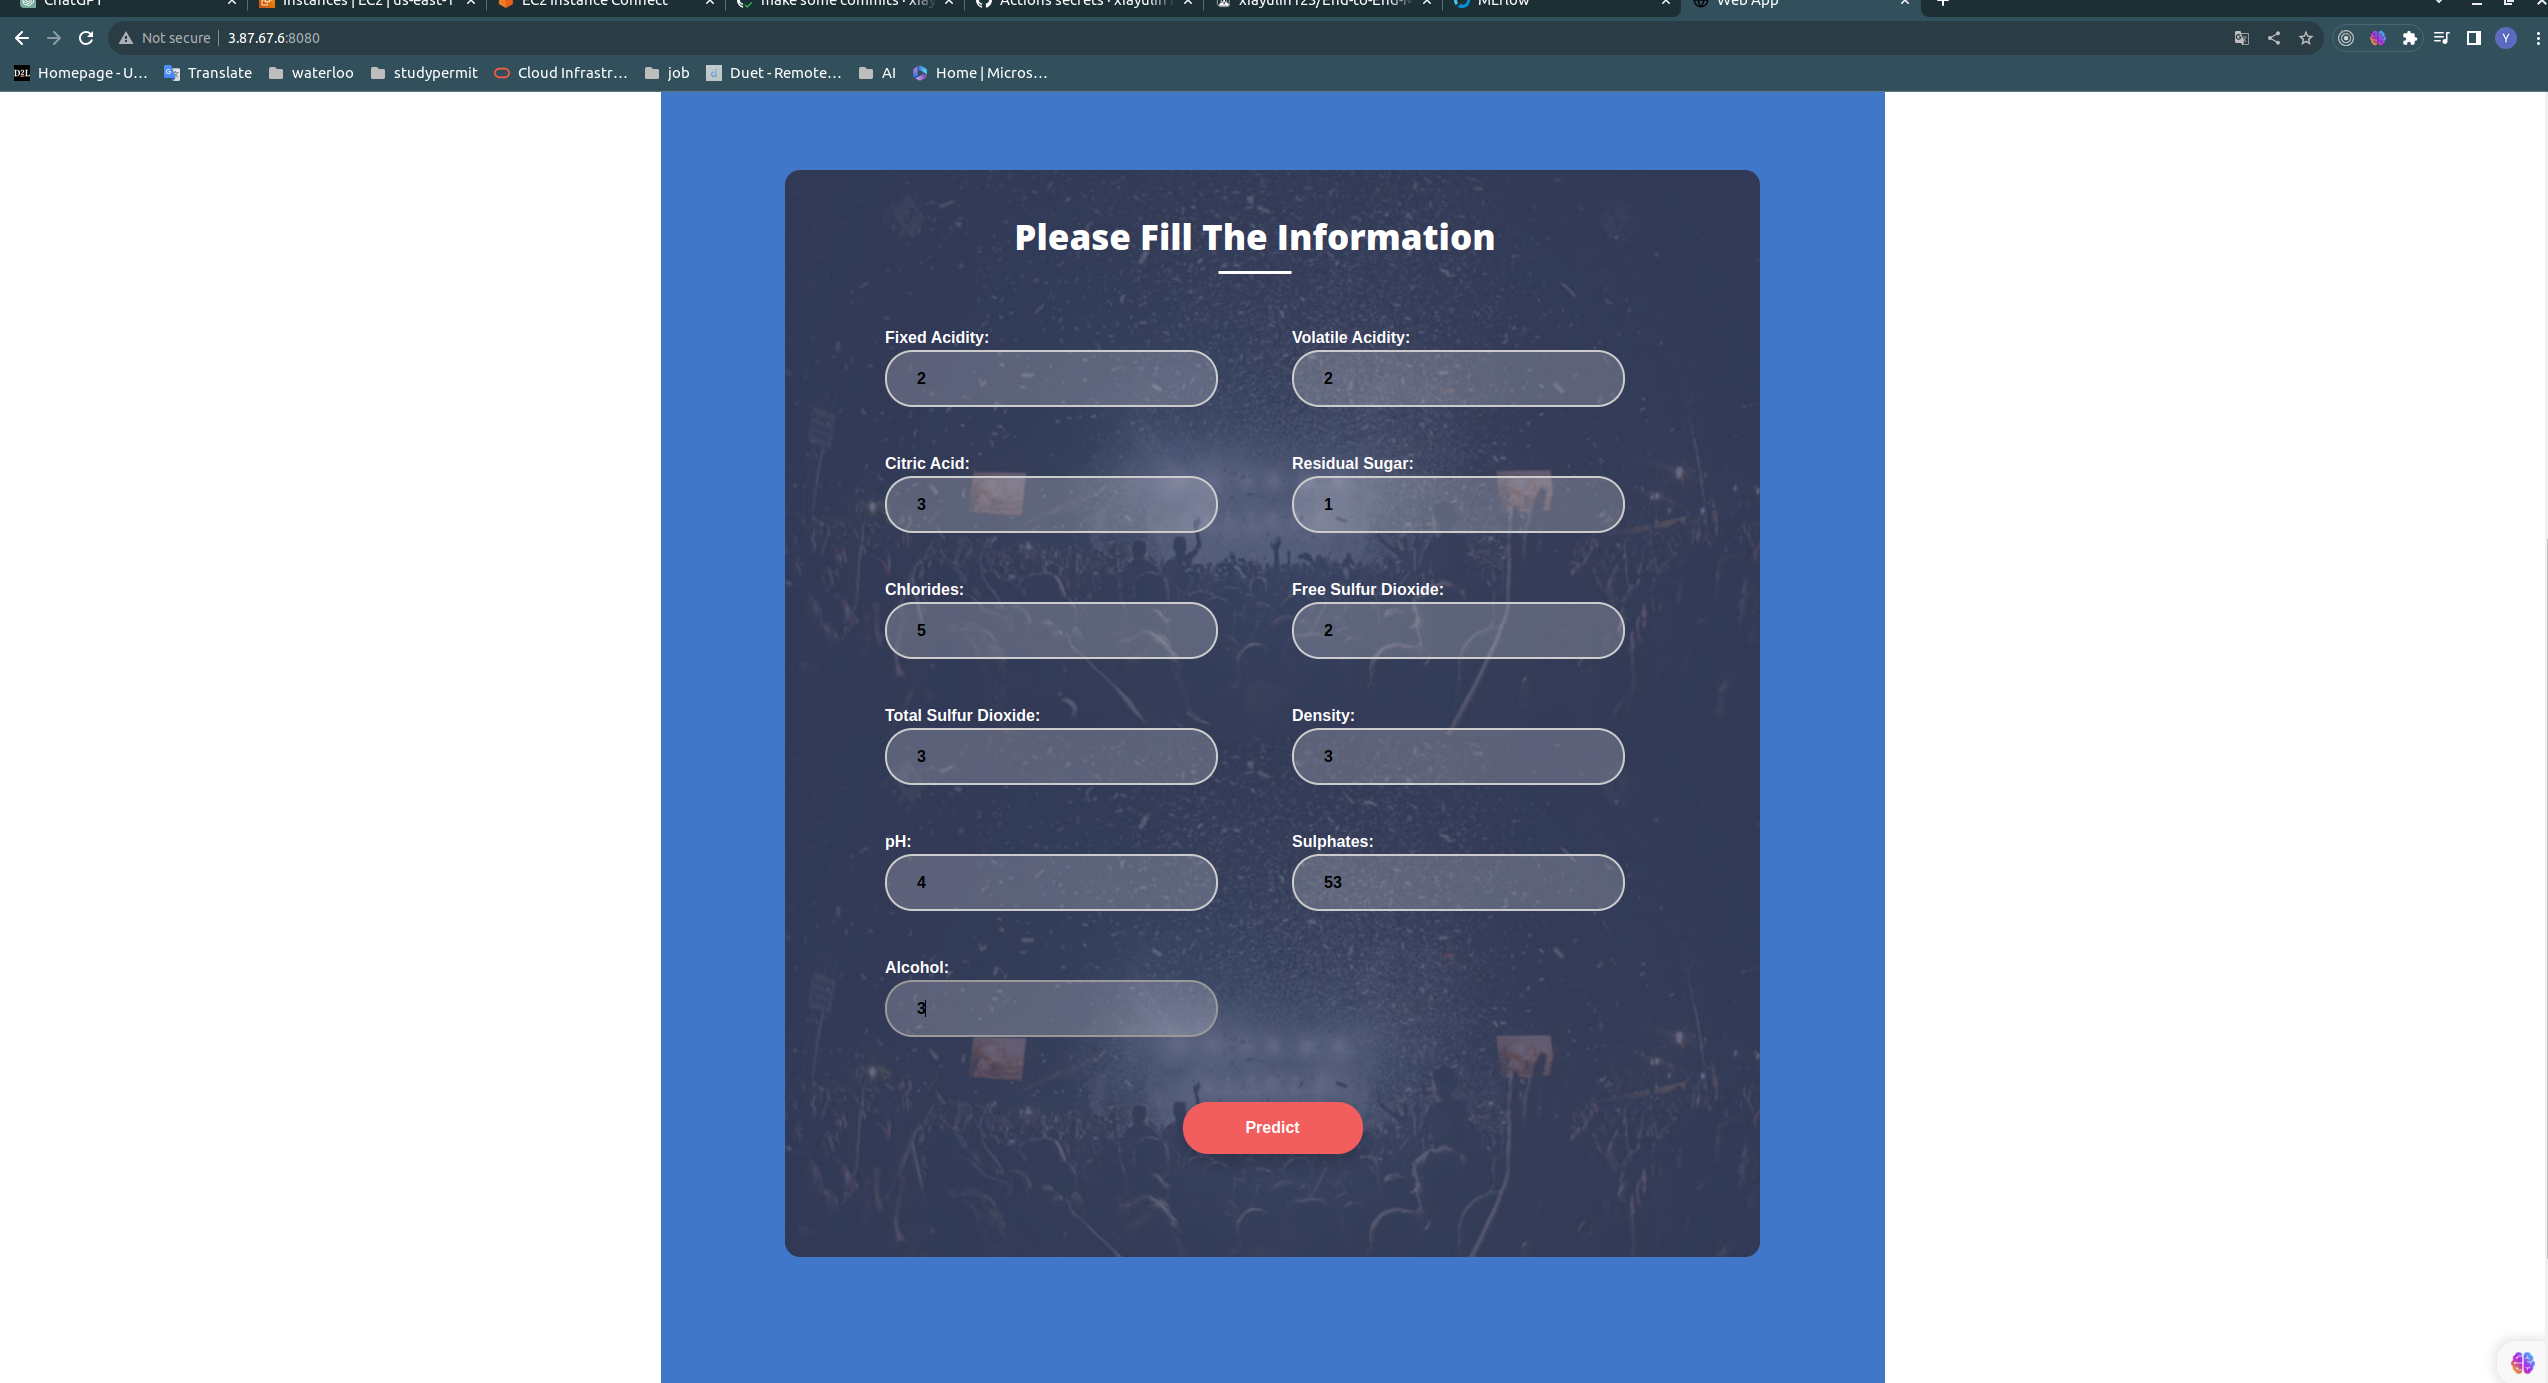 ChatGPT
Instances | EC2 | us-east-1
EC2 Instance Connect
make some commits · xiay
Actions secrets · xiayulin1
xiayulin123/End-to-End-M
MLflow
Web App
Not secure 3.87.67.6:8080
Y
D2L Homepage - U... Translate waterloo studypermit Cloud Infrastr... job Duet - Remote... AI Home | Micros...
Please Fill The Information
Fixed Acidity: Volatile Acidity:
2 2
Citric Acid: Residual Sugar:
3 1
Chlorides: Free Sulfur Dioxide:
5 2
Total Sulfur Dioxide: Density:
3 3
pH: Sulphates:
4 53
Alcohol:
3
Predict